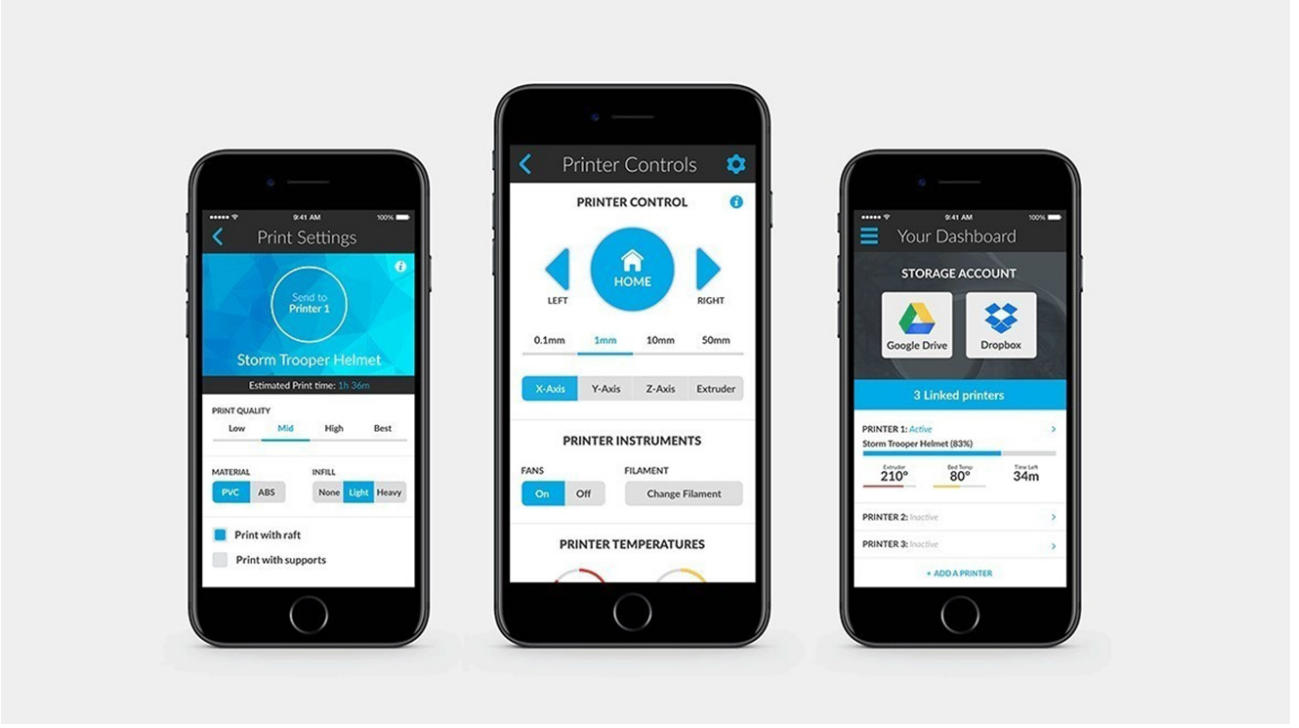 9:41 AM
100%
Print Settings
Send to
Printer 1
Storm Trooper Helmet
Estimated Print time: 1h 36m
PRINT QUALITY
Low Mid High Best
MATERIAL INFILL
PVC ABS None Light Heavy
Print with raft
Print with supports
Printer Controls
PRINTER CONTROL
HOME
LEFT RIGHT
0.1mm 1mm 10mm 50mm
X-Axis Y-Axis Z-Axis Extruder
PRINTER INSTRUMENTS
FANS FILAMENT
On Off Change Filament
PRINTER TEMPERATURES
9:41 AM
100%
Your Dashboard
STORAGE ACCOUNT
Google Drive Dropbox
3 Linked printers
PRINTER 1: Active
Storm Trooper Helmet (83%)
Extruder Bed Temp Time Left
210° 80° 34m
PRINTER 2: Inactive
PRINTER 3: Inactive
+ ADD A PRINTER